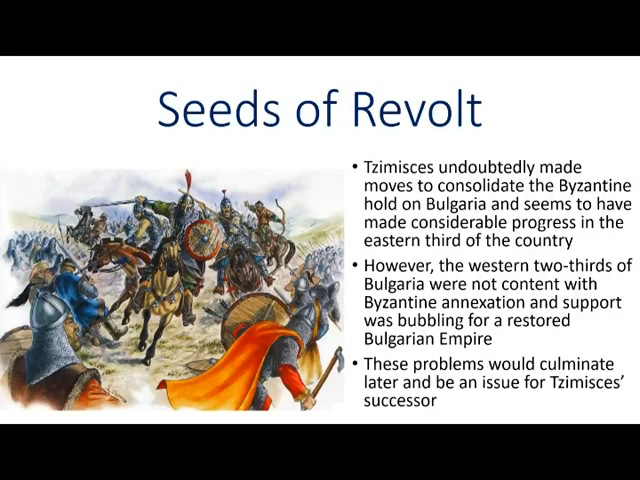 Seeds of Revolt
• Tzimisces undoubtedly made
moves to consolidate the Byzantine
hold on Bulgaria and seems to have
made considerable progress in the
eastern third of the country
• However, the western two-thirds of
Bulgaria were not content with
Byzantine annexation and support
was bubbling for a restored
Bulgarian Empire
• These problems would culminate
later and be an issue for Tzimisces’
successor